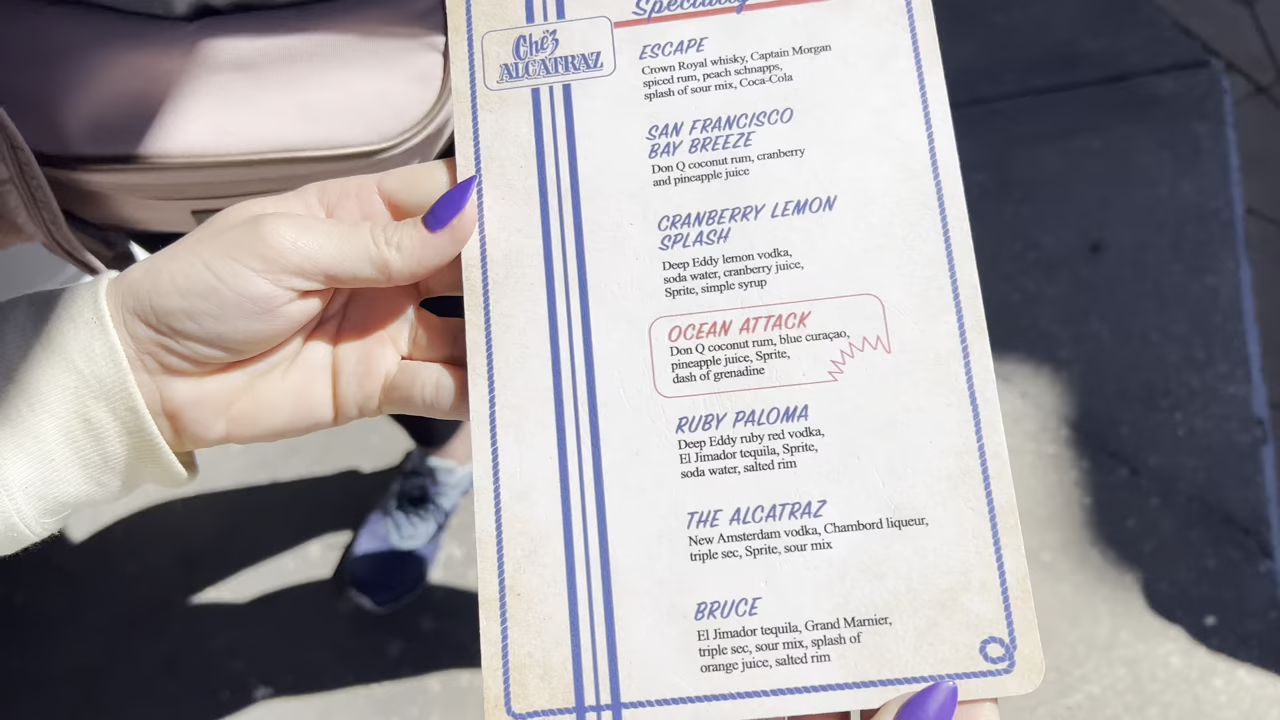 Specialty
Chëz
ALCATRAZ
ESCAPE
Crown Royal whisky, Captain Morgan
spiced rum, peach schnapps,
splash of sour mix, Coca-Cola
SAN FRANCISCO
BAY BREEZE
Don Q coconut rum, cranberry
and pineapple juice
CRANBERRY LEMON
SPLASH
Deep Eddy lemon vodka,
soda water, cranberry juice,
Sprite, simple syrup
OCEAN ATTACK
Don Q coconut rum, blue curaçao,
pineapple juice, Sprite,
dash of grenadine
RUBY PALOMA
Deep Eddy ruby red vodka,
El Jimador tequila, Sprite,
soda water, salted rim
THE ALCATRAZ
New Amsterdam vodka, Chambord liqueur,
triple sec, Sprite, sour mix
BRUCE
El Jimador tequila, Grand Marnier,
triple sec, sour mix, splash of
orange juice, salted rim